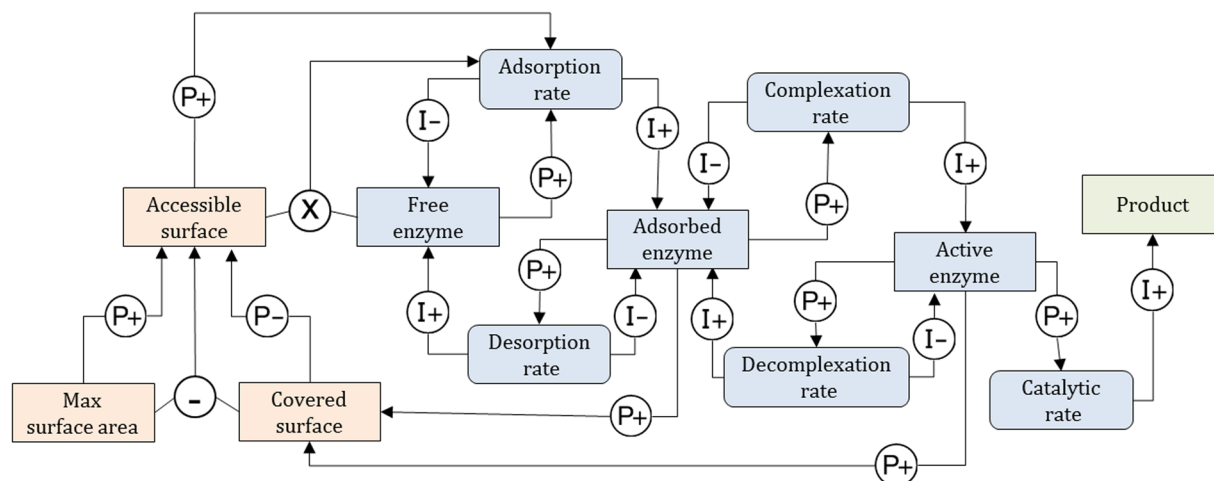 Adsorption
rate
P+
I-
I+
P+
Complexation
rate
I-
I+
P+
Accessible
surface
X
Free
enzyme
Adsorbed
enzyme
Product
Active
enzyme
P+
P-
I+
P+
I-
I+
P+
I-
P+
I+
Desorption
rate
Decomplexation
rate
Catalytic
rate
Max
surface area
-
Covered
surface
P+
P+